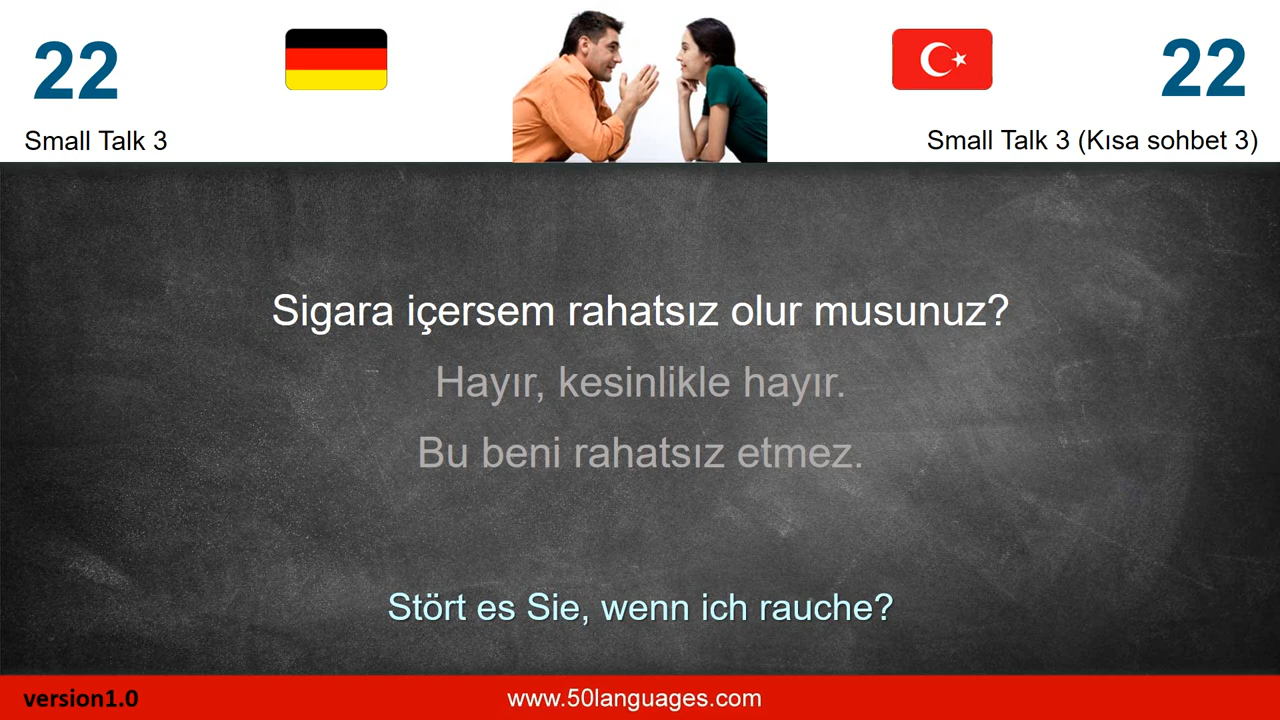 22
22
Small Talk 3
Small Talk 3 (Kısa sohbet 3)
Sigara içersem rahatsız olur musunuz?
Hayır, kesinlikle hayır.
Bu beni rahatsız etmez.
Stört es Sie, wenn ich rauche?
version1.0
www.50languages.com